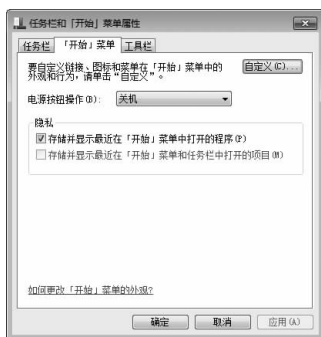 任务栏和「开始」菜单属性
任务栏 「开始」菜单 工具栏
要自定义链接、图标和菜单在「开始」菜单中的
外观和行为，请单击“自定义”。
自定义(C)...
电源按钮操作(B): 关机
隐私
存储并显示最近在「开始」菜单中打开的程序(P)
存储并显示最近在「开始」菜单和任务栏中打开的项目(M)
如何更改「开始」菜单的外观?
确定 取消 应用(A)